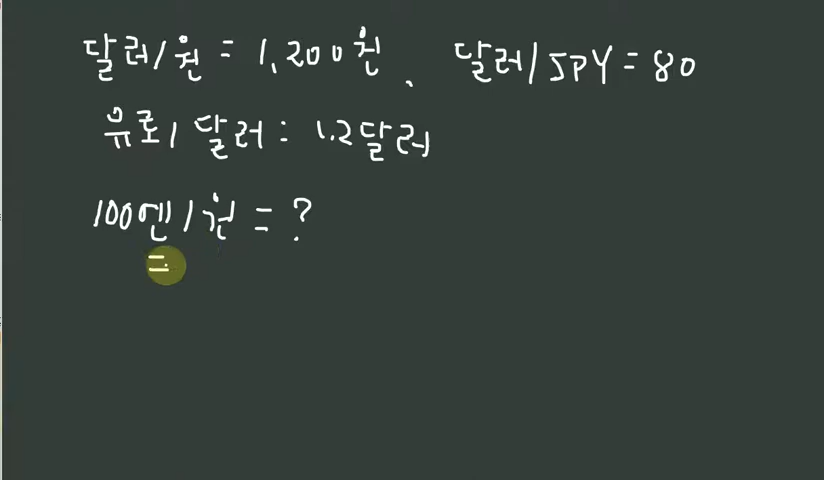 달러/원 = 1,200원, 달러/JPY = 80
유로/달러 = 1.2달러
100엔/원 = ?
=